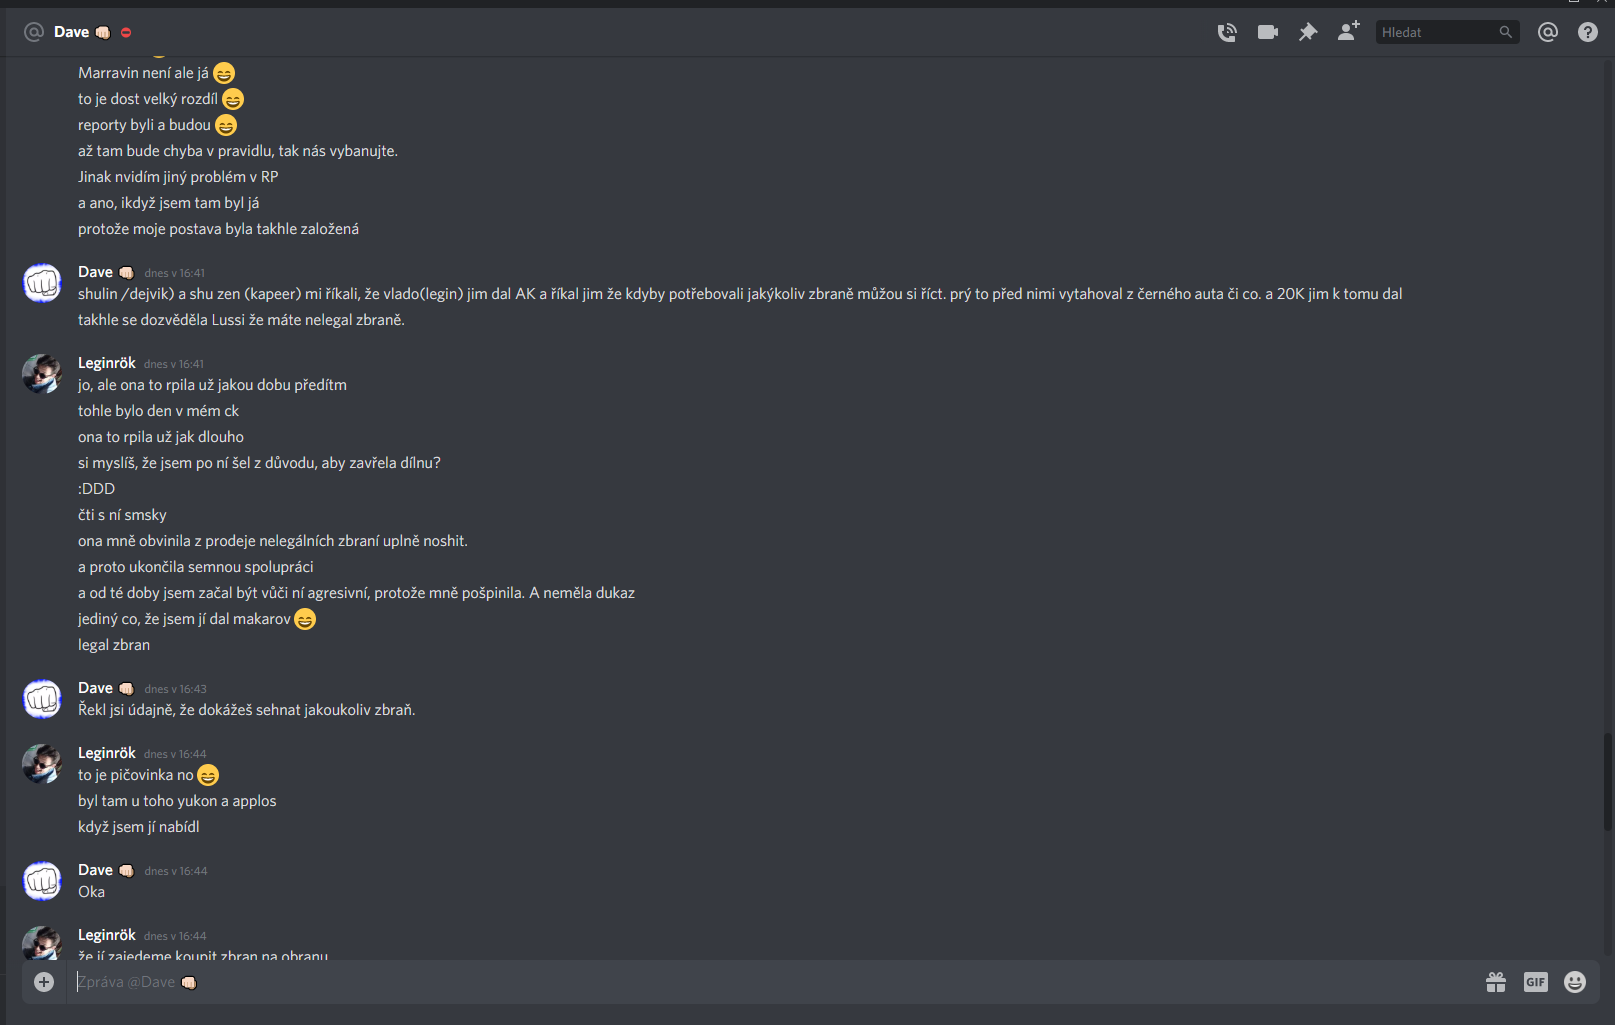 Dave
Hledat
Marravin není ale já
to je dost velký rozdíl
reporty byli a budou
až tam bude chyba v pravidlu, tak nás vybanujte.
Jinak nvidím jiný problém v RP
a ano, ikdyž jsem tam byl já
protože moje postava byla takhle založená
Dave dnes v 16:41
shulin /dejvik) a shu zen (kapeer) mi říkali, že vlado(legin) jim dal AK a říkal jim že kdyby potřebovali jakýkoliv zbraně můžou si říct. prý to před nimi vytahoval z černého auta či co. a 20K jim k tomu dal
takhle se dozvěděla Lussi že máte nelegal zbraně.
Leginrök dnes v 16:41
jo, ale ona to rpila už jakou dobu předítm
tohle bylo den v mém ck
ona to rpila už jak dlouho
si myslíš, že jsem po ní šel z důvodu, aby zavřela dílnu?
:DDD
čti s ní smsky
ona mně obvinila z prodeje nelegálních zbraní uplně noshit.
a proto ukončila semnou spolupráci
a od té doby jsem začal být vůči ní agresivní, protože mně pošpinila. A neměla dukaz
jediný co, že jsem jí dal makarov
legal zbran
Dave dnes v 16:43
Řekl jsi údajně, že dokážeš sehnat jakoukoliv zbraň.
Leginrök dnes v 16:44
to je pičovinka no
byl tam u toho yukon a applos
když jsem jí nabídl
Dave dnes v 16:44
Oka
Leginrök dnes v 16:44
že jí zajedeme koupit zbran na obranu
Zpráva @Dave
GIF